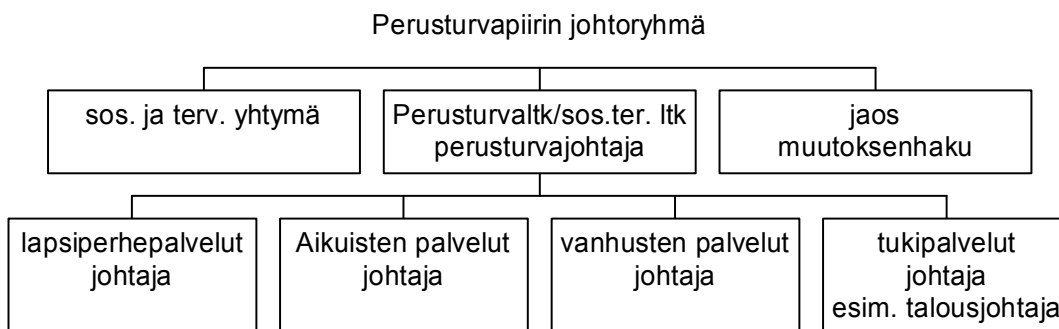 Perusturvapiirin johtoryhmä
sos. ja terv. yhtymä
Perusturvaltk/sos.ter. ltk
perusturvajohtaja
jaos
muutoksenhaku
lapsiperhepalvelut
johtaja
Aikuisten palvelut
johtaja
vanhusten palvelut
johtaja
tukipalvelut
johtaja
esim. talousjohtaja